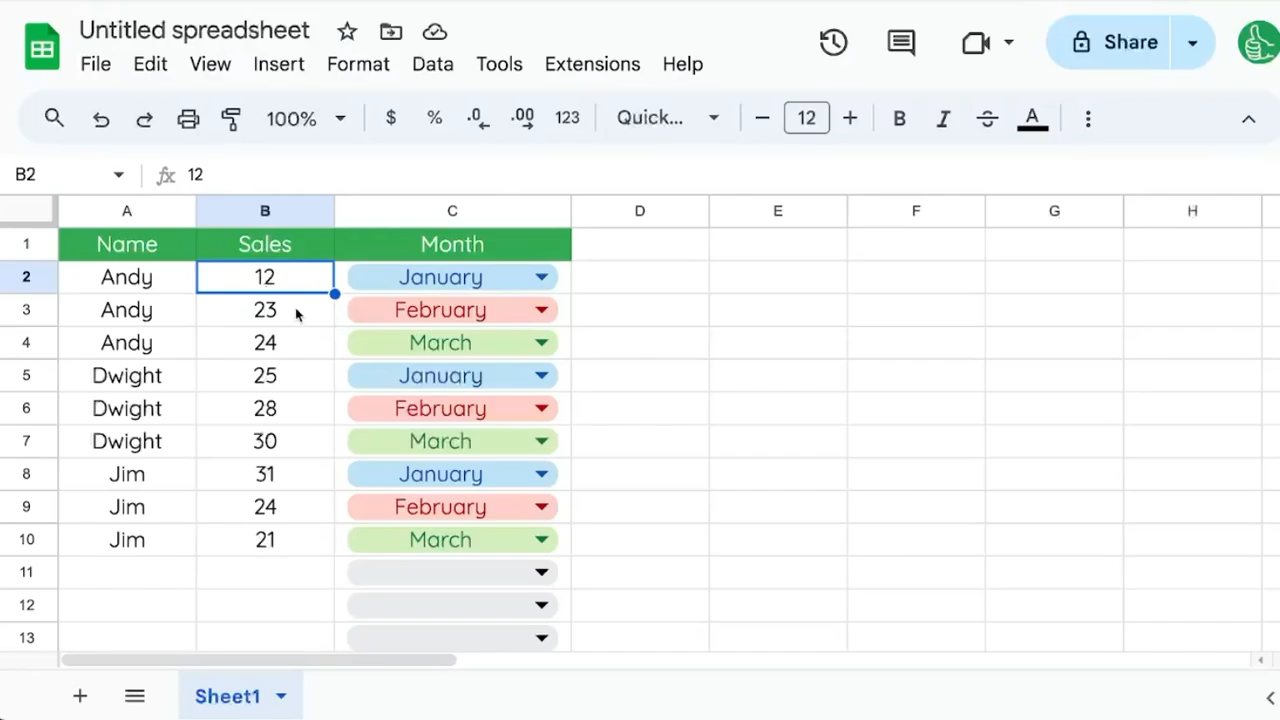 Untitled spreadsheet
File Edit View Insert Format Data Tools Extensions Help
Share
100% $ % .0 .00 123 Quick... − 12 + B I S A
B2 fx 12
A B C D E F G H
1 Name Sales Month
2 Andy 12 January
3 Andy 23 February
4 Andy 24 March
5 Dwight 25 January
6 Dwight 28 February
7 Dwight 30 March
8 Jim 31 January
9 Jim 24 February
10 Jim 21 March
11
12
13
+ Sheet1